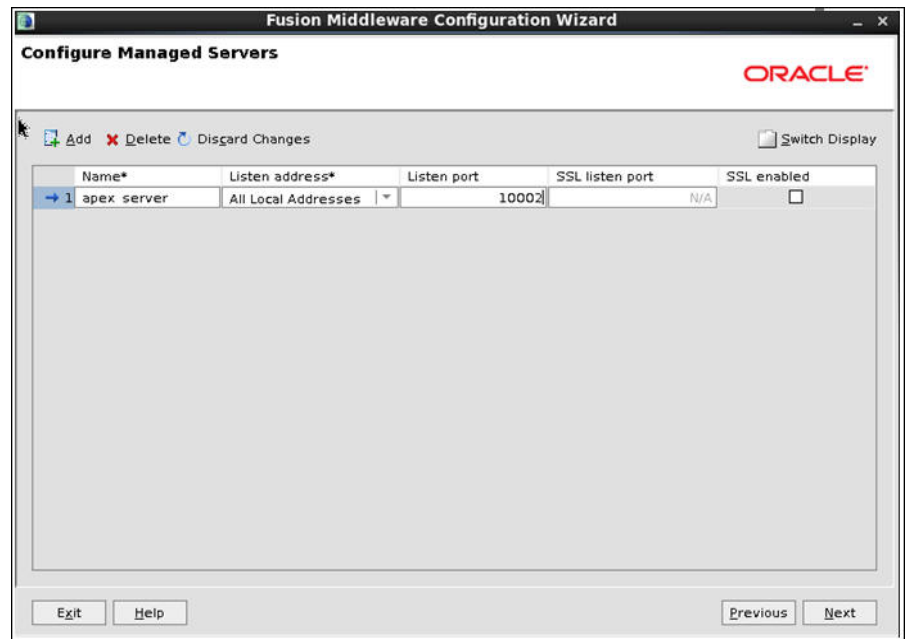 Fusion Middleware Configuration Wizard
Configure Managed Servers
ORACLE
Add Delete Discard Changes Switch Display
Name* Listen address* Listen port SSL listen port SSL enabled
1 apex server All Local Addresses 10002 N/A
Exit Help Previous Next